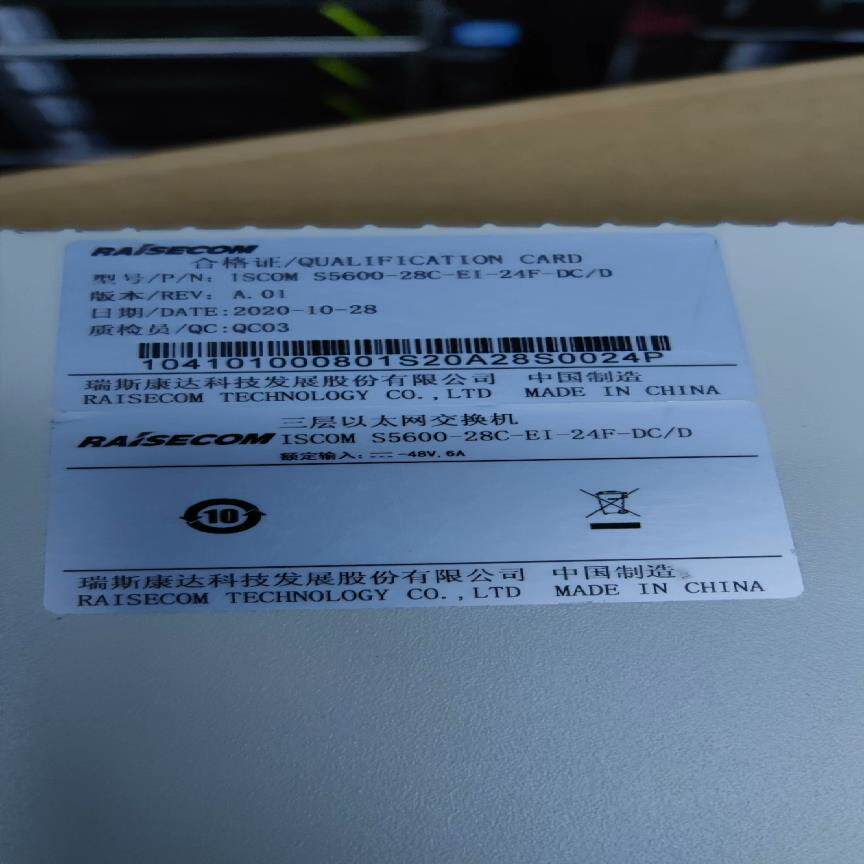 RAISECOM
合格证/QUALIFICATION CARD
型号/P/N: ISCOM S5600-28C-EI-24F-DC/D
版本/REV: A.01
日期/DATE:2020-10-28
质检员/QC:QC03
104101000801S20A28S0024P
瑞斯康达科技发展股份有限公司 中国制造
RAISECOM TECHNOLOGY CO.,LTD MADE IN CHINA
三层以太网交换机
RAISECOM ISCOM S5600-28C-EI-24F-DC/D
额定输入: ⎓ -48V,6A
10
瑞斯康达科技发展股份有限公司 中国制造
RAISECOM TECHNOLOGY CO.,LTD MADE IN CHINA